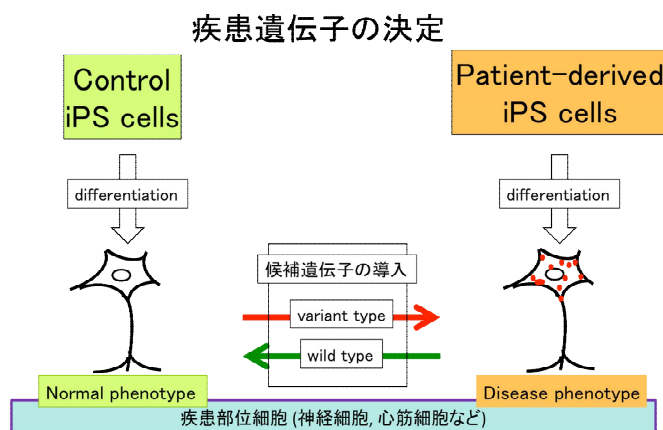 疾患遺伝子の決定
Control
iPS cells
Patient-derived
iPS cells
differentiation
differentiation
候補遺伝子の導入
variant type
wild type
Normal phenotype
Disease phenotype
疾患部位細胞 (神経細胞, 心筋細胞など)